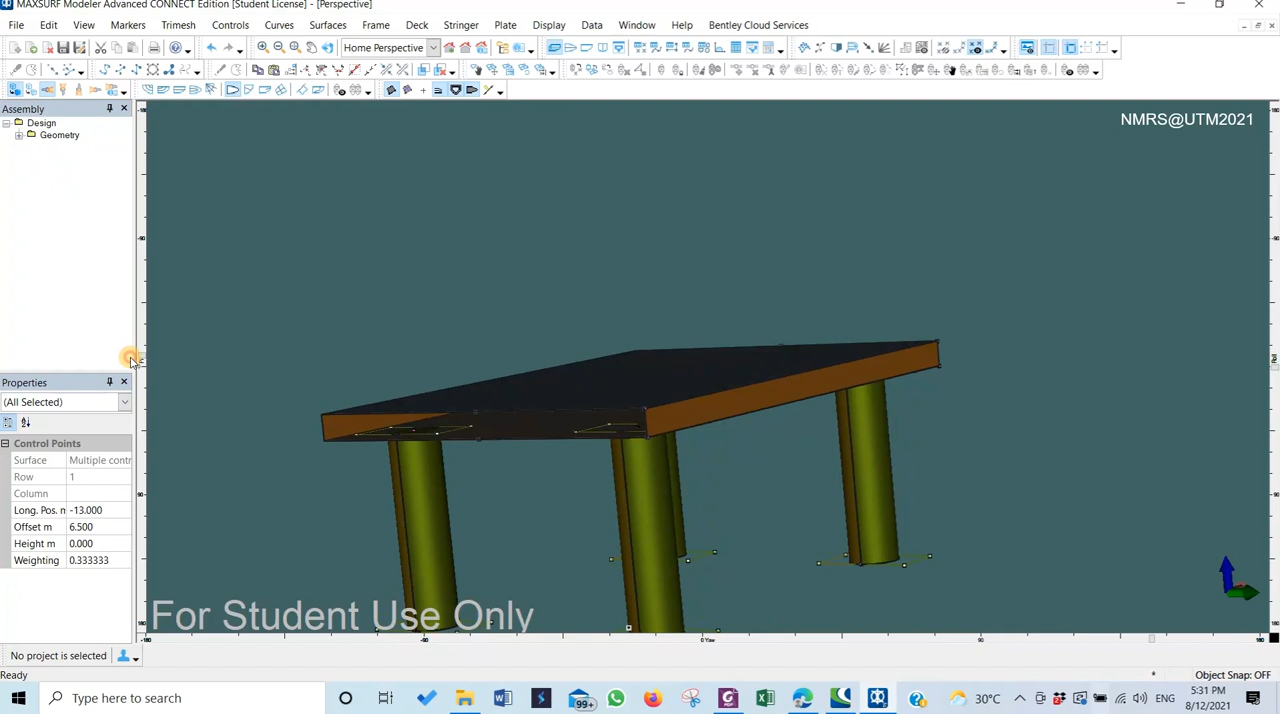 MAXSURF Modeler Advanced CONNECT Edition [Student License] - [Perspective]
File Edit View Markers Trimesh Controls Curves Surfaces Frame Deck Stringer Plate Display Data Window Help Bentley Cloud Services
Home Perspective
Assembly
Design
Geometry
NMRS@UTM2021
Properties
(All Selected)
Control Points
Surface Multiple contr
Row 1
Column
Long. Pos. m -13.000
Offset m 6.500
Height m 0.000
Weighting 0.333333
For Student Use Only
No project is selected
Ready
Object Snap: OFF
Type here to search
99+
30°C
ENG
5:31 PM
8/12/2021